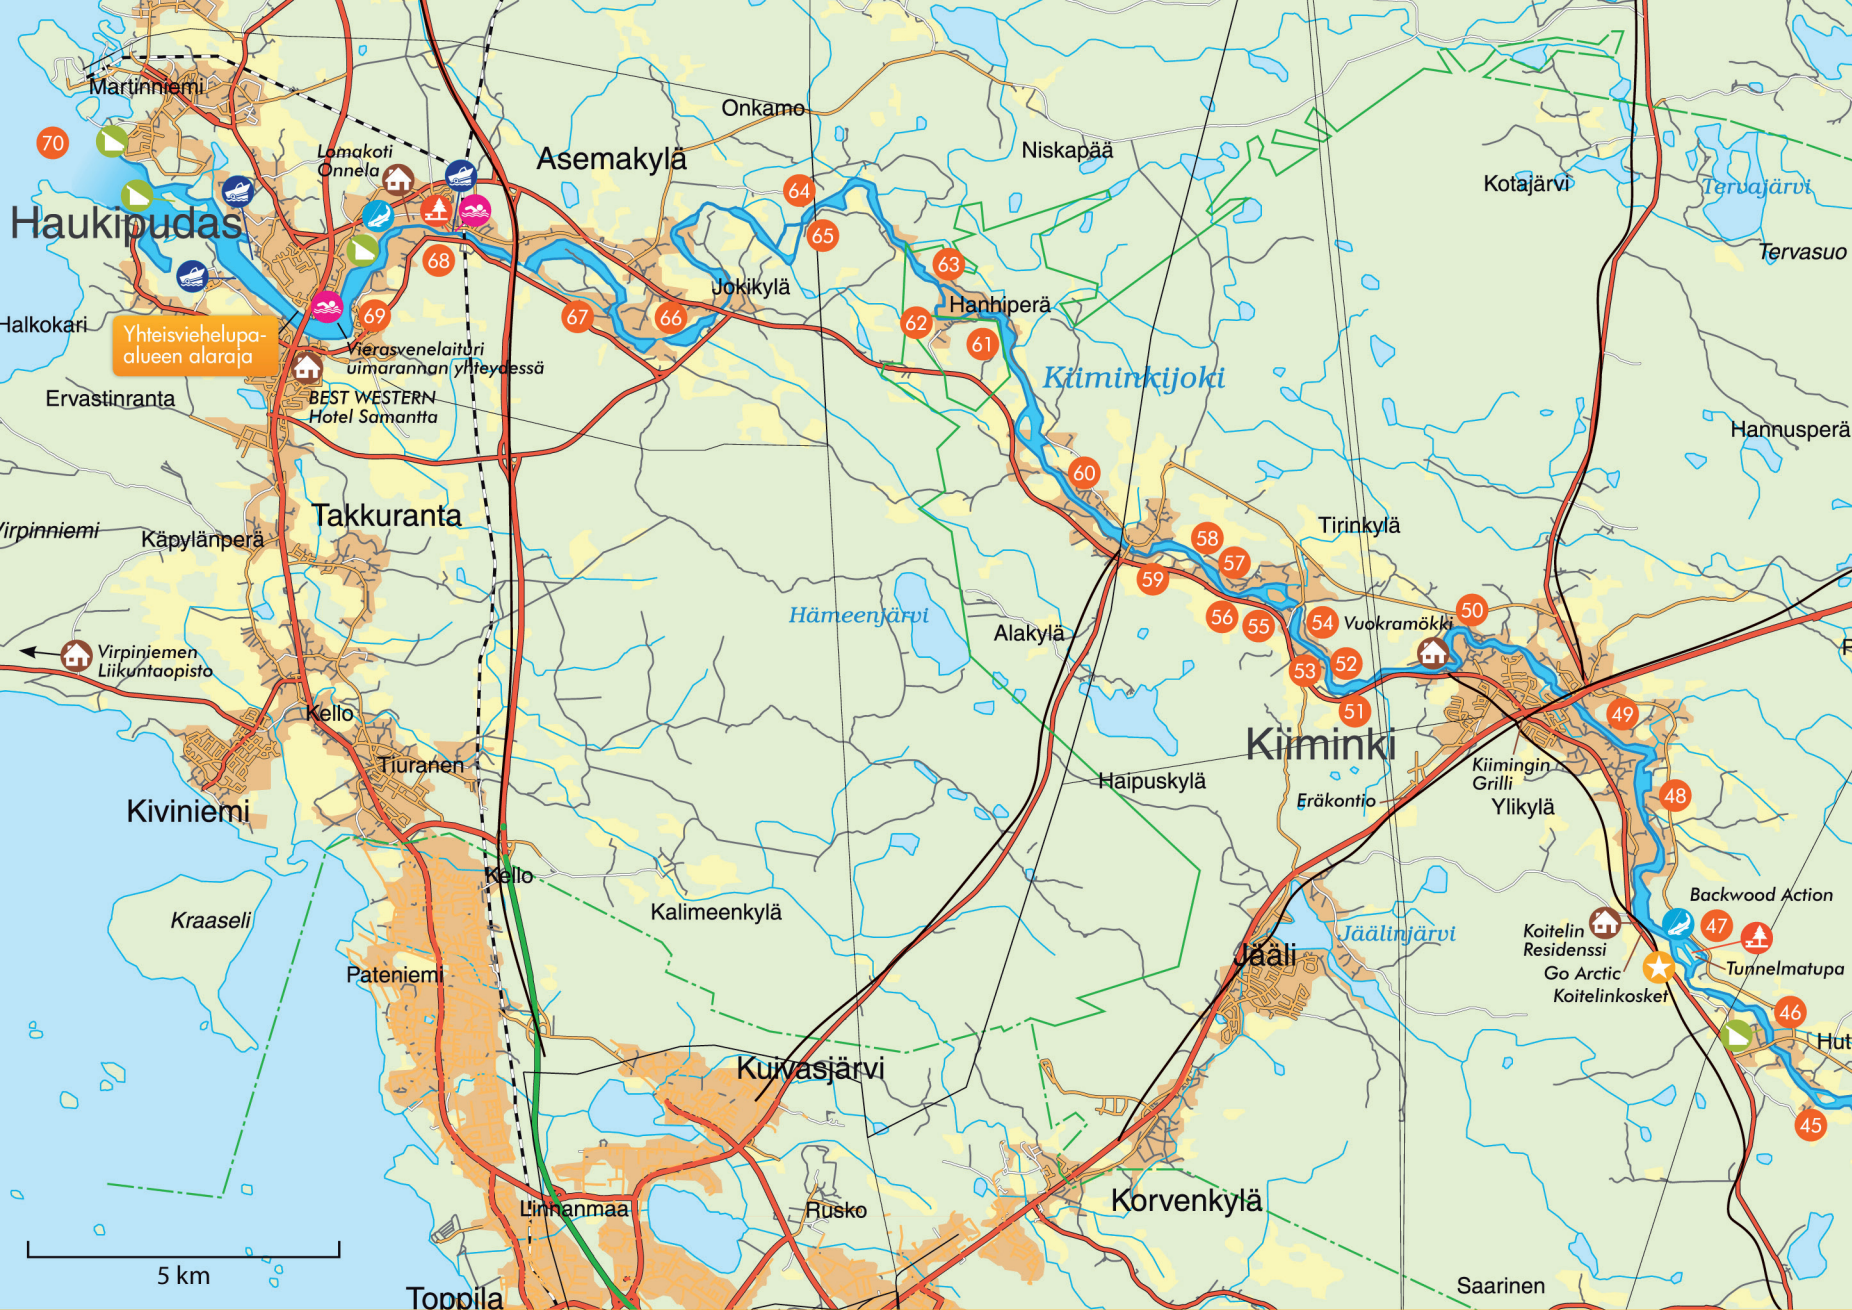 Martinniemi
70
Onkamo
Lomakoti
Onnela
Asemakylä
Niskapää
Kotajärvi
Tervajärvi
64
65
Haukipudas
68
63
Tervasuo
Jokikylä
Hanhiperä
Halkokari
Yhteisviehelupa-
alueen alaraja
69
67
66
62
61
Vierasvenelaituri
uimarannan yhteydessä
Kiiminkijoki
Ervastinranta
BEST WESTERN
Hotel Samantta
Hannusperä
60
Takkuranta
Virpinniemi
Käpylänperä
Tirinkylä
58
57
59
Hämeenjärvi
Alakylä
56
55
54
Vuokramökki
50
Virpiniemen
Liikuntaopisto
53
52
51
49
Kello
Kiiminki
Tiuranen
Kiimingin
Grilli
Haipuskylä
Eräkontio
Ylikylä
48
Kiviniemi
Kello
Kraaseli
Kalimeenkylä
Backwood Action
47
Koitelin
Residenssi
Jäälinjärvi
Jääli
Pateniemi
Go Arctic
Tunnelmatupa
Koitelinkosket
46
Hut
Kuivasjärvi
45
Linnanmaa
Rusko
Korvenkylä
5 km
Toppila
Saarinen